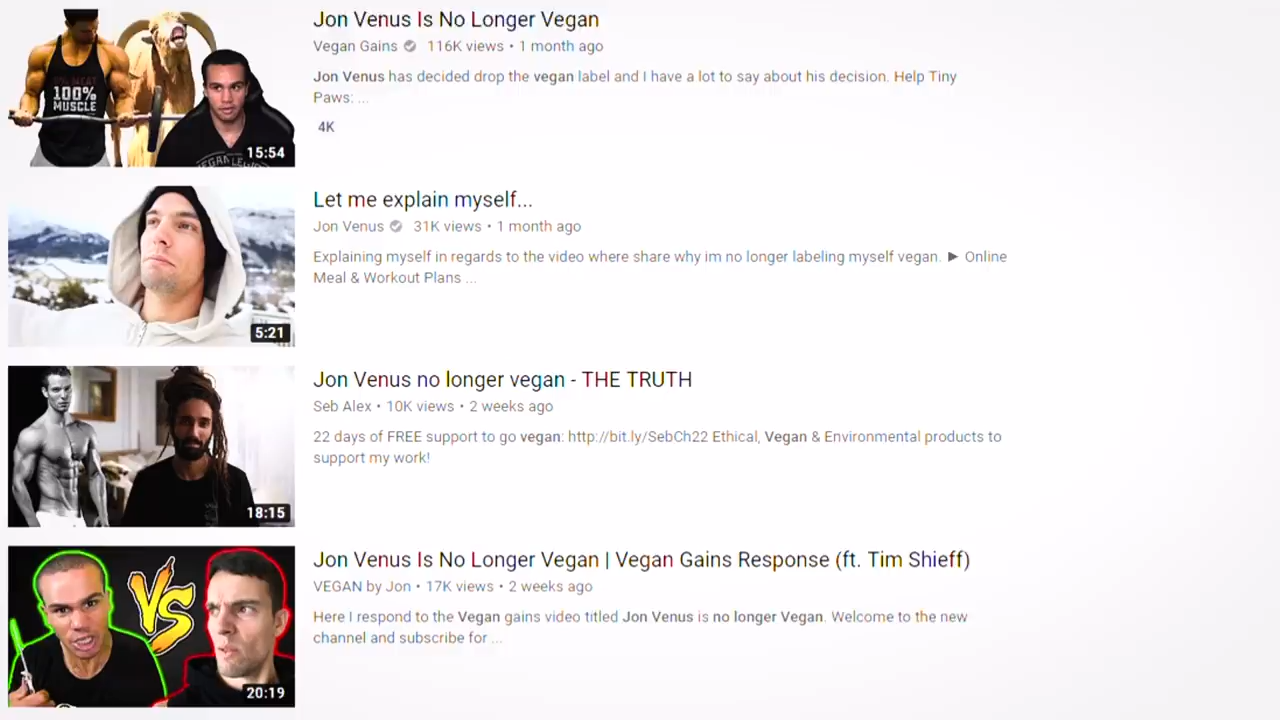 Jon Venus Is No Longer Vegan
Vegan Gains 116K views • 1 month ago
Jon Venus has decided drop the vegan label and I have a lot to say about his decision. Help Tiny
Paws: ...
4K
100%
MUSCLE
15:54
Let me explain myself...
Jon Venus 31K views • 1 month ago
Explaining myself in regards to the video where share why im no longer labeling myself vegan. ► Online
Meal & Workout Plans ...
5:21
Jon Venus no longer vegan - THE TRUTH
Seb Alex • 10K views • 2 weeks ago
22 days of FREE support to go vegan: http://bit.ly/SebCh22 Ethical, Vegan & Environmental products to
support my work!
18:15
Jon Venus Is No Longer Vegan | Vegan Gains Response (ft. Tim Shieff)
VEGAN by Jon • 17K views • 2 weeks ago
Here I respond to the Vegan gains video titled Jon Venus is no longer Vegan. Welcome to the new
channel and subscribe for ...
VS
20:19